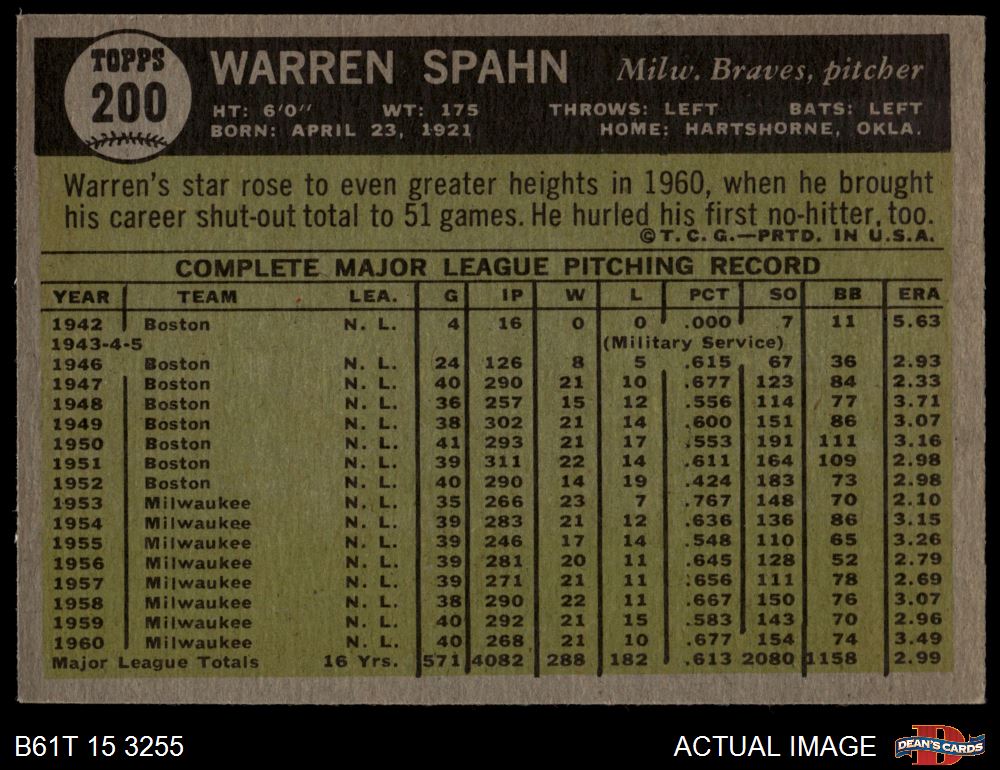 TOPPS
200
WARREN SPAHN Milw. Braves, pitcher
HT: 6'0" WT: 175 THROWS: LEFT BATS: LEFT
BORN: APRIL 23, 1921 HOME: HARTSHORNE, OKLA.
Warren's star rose to even greater heights in 1960, when he brought
his career shut-out total to 51 games. He hurled his first no-hitter, too.
© T. C. G.—PRTD. IN U.S.A.
COMPLETE MAJOR LEAGUE PITCHING RECORD
YEAR TEAM LEA. G IP W L PCT SO BB ERA
1942 Boston N. L. 4 16 0 0 .000 7 11 5.63
1943-4-5 (Military Service)
1946 Boston N. L. 24 126 8 5 .615 67 36 2.93
1947 Boston N. L. 40 290 21 10 .677 123 84 2.33
1948 Boston N. L. 36 257 15 12 .556 114 77 3.71
1949 Boston N. L. 38 302 21 14 .600 151 86 3.07
1950 Boston N. L. 41 293 21 17 .553 191 111 3.16
1951 Boston N. L. 39 311 22 14 .611 164 109 2.98
1952 Boston N. L. 40 290 14 19 .424 183 73 2.98
1953 Milwaukee N. L. 35 266 23 7 .767 148 70 2.10
1954 Milwaukee N. L. 39 283 21 12 .636 136 86 3.15
1955 Milwaukee N. L. 39 246 17 14 .548 110 65 3.26
1956 Milwaukee N. L. 39 281 20 11 .645 128 52 2.79
1957 Milwaukee N. L. 39 271 21 11 .656 111 78 2.69
1958 Milwaukee N. L. 38 290 22 11 .667 150 76 3.07
1959 Milwaukee N. L. 40 292 21 15 .583 143 70 2.96
1960 Milwaukee N. L. 40 268 21 10 .677 154 74 3.49
Major League Totals 16 Yrs. 571 4082 288 182 .613 2080 1158 2.99
B61T 15 3255 ACTUAL IMAGE DEAN'S CARDS